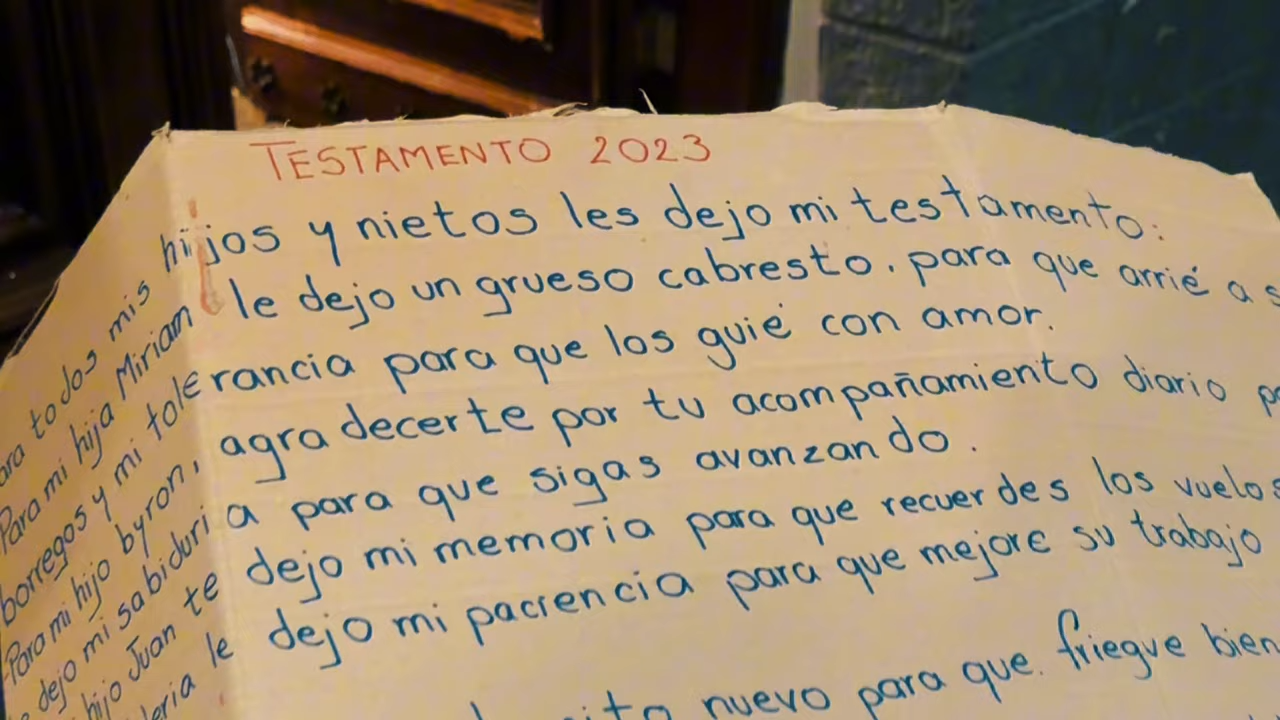 TESTAMENTO 2023
para todos mis hijos y nietos les dejo mi testamento:
Para mi hija Miriam le dejo un grueso cabresto. para que arrié a s
borregos y mi tolerancia para que los guié con amor.
Para mi hijo byron, agradecerte por tu acompañamiento diario
dejo mi sabiduria para que sigas avanzando.
hijo Juan te dejo mi memoria para que recuerdes los vuelos
le dejo mi paciencia para que mejore su trabajo
nuevo para que. friegue bien